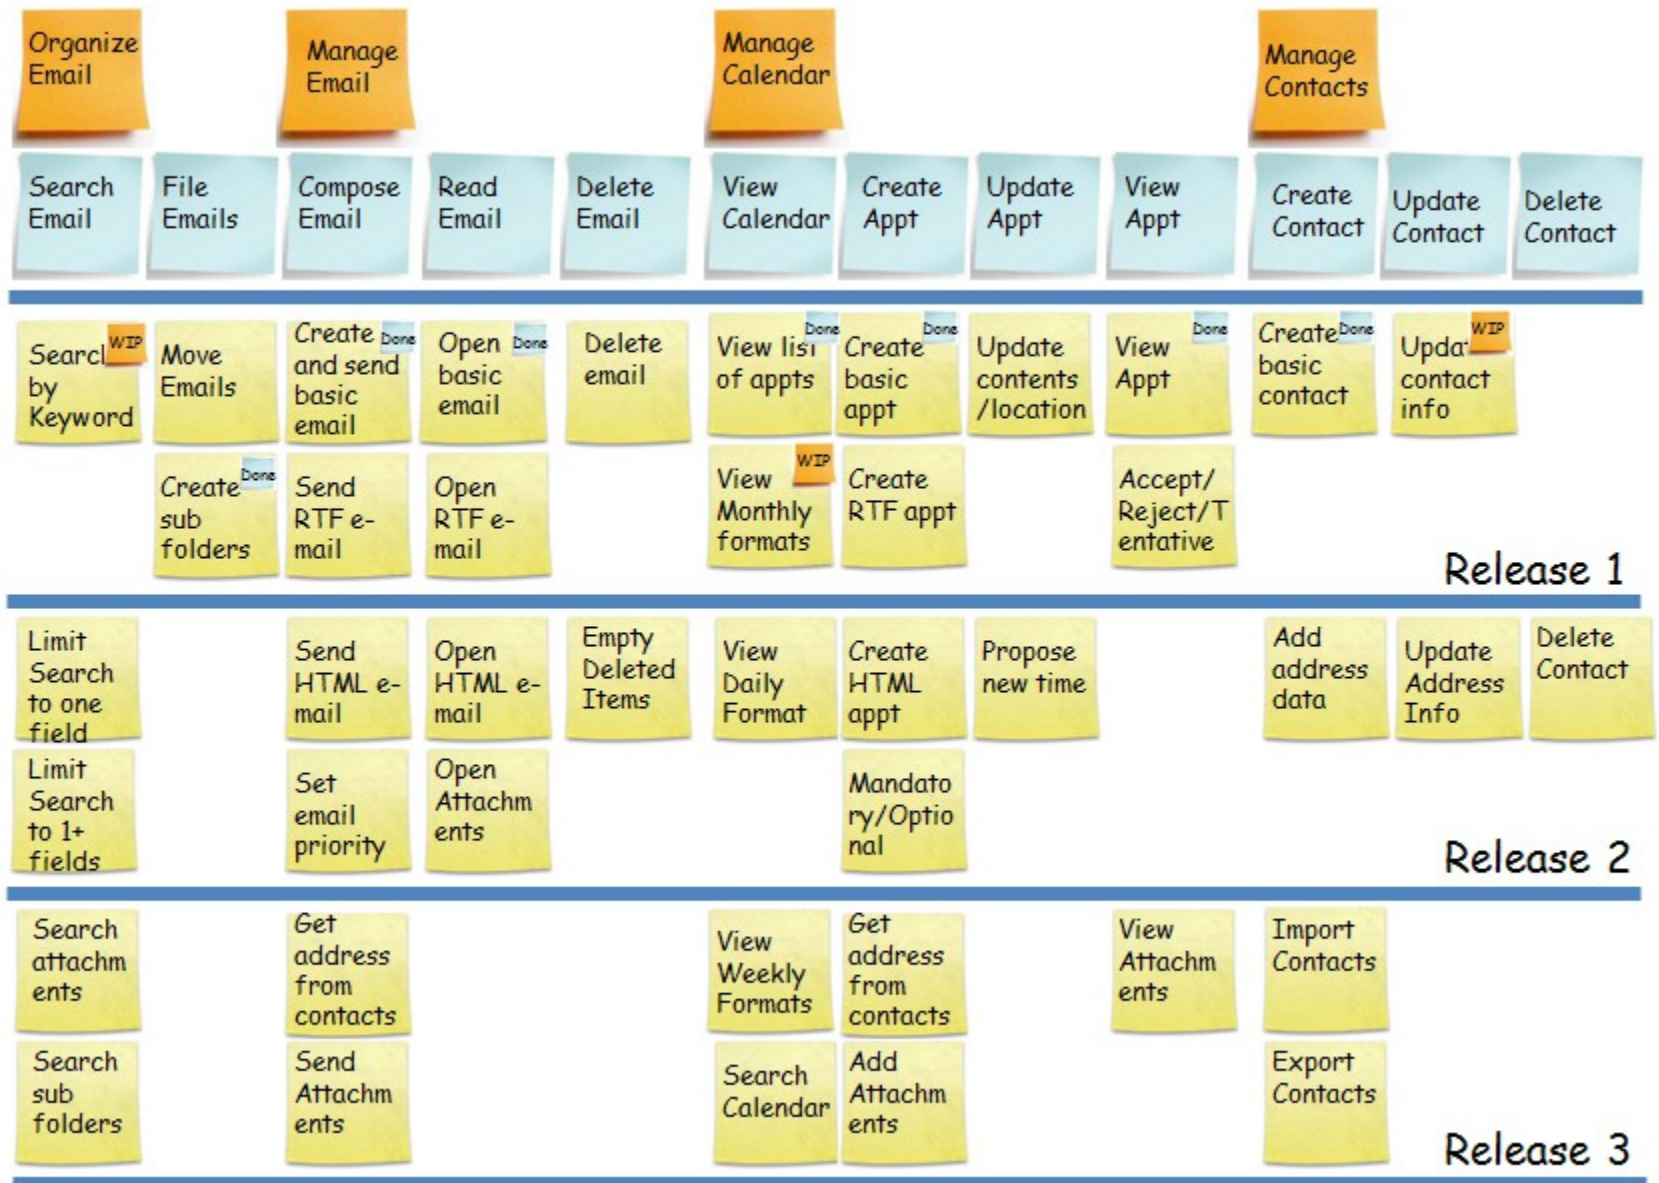 Organize
Email
Manage
Email
Manage
Calendar
Manage
Contacts
Search
Email
File
Emails
Compose
Email
Read
Email
Delete
Email
View
Calendar
Create
Appt
Update
Appt
View
Appt
Create
Contact
Update
Contact
Delete
Contact
Search
by
Keyword
WIP
Move
Emails
Create
and send
basic
email
Done
Open
basic
email
Done
Delete
email
View list
of appts
Done
Create
basic
appt
Done
Update
contents
/location
View
Appt
Done
Create
basic
contact
Done
Updat
contact
info
WIP
Create
sub
folders
Done
Send
RTF e-
mail
Open
RTF e-
mail
View
Monthly
formats
WIP
Create
RTF appt
Accept/
Reject/T
entative
Release 1
Limit
Search
to one
field
Send
HTML e-
mail
Open
HTML e-
mail
Empty
Deleted
Items
View
Daily
Format
Create
HTML
appt
Propose
new time
Add
address
data
Update
Address
Info
Delete
Contact
Limit
Search
to 1+
fields
Set
email
priority
Open
Attachm
ents
Mandato
ry/Optio
nal
Release 2
Search
attachm
ents
Get
address
from
contacts
View
Weekly
Formats
Get
address
from
contacts
View
Attachm
ents
Import
Contacts
Search
sub
folders
Send
Attachm
ents
Search
Calendar
Add
Attachm
ents
Export
Contacts
Release 3